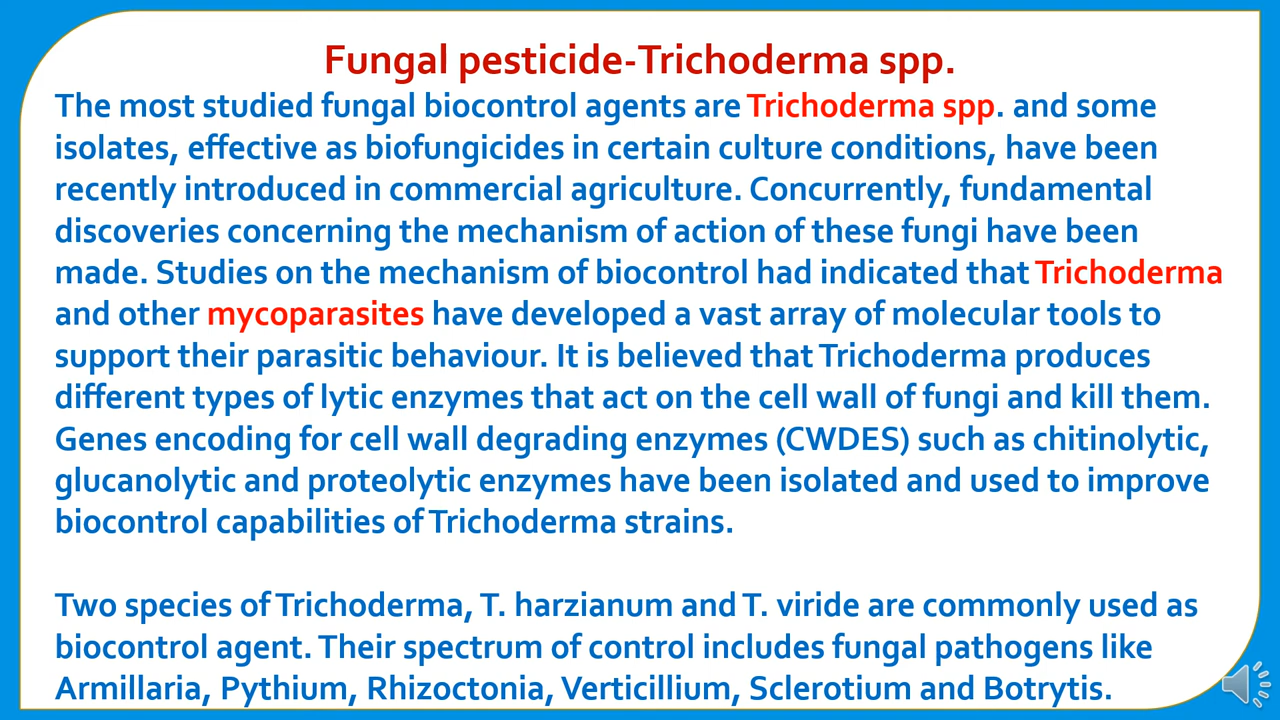 Fungal pesticide-Trichoderma spp.
The most studied fungal biocontrol agents are Trichoderma spp. and some
isolates, effective as biofungicides in certain culture conditions, have been
recently introduced in commercial agriculture. Concurrently, fundamental
discoveries concerning the mechanism of action of these fungi have been
made. Studies on the mechanism of biocontrol had indicated that Trichoderma
and other mycoparasites have developed a vast array of molecular tools to
support their parasitic behaviour. It is believed that Trichoderma produces
different types of lytic enzymes that act on the cell wall of fungi and kill them.
Genes encoding for cell wall degrading enzymes (CWDES) such as chitinolytic,
glucanolytic and proteolytic enzymes have been isolated and used to improve
biocontrol capabilities of Trichoderma strains.
Two species of Trichoderma, T. harzianum and T. viride are commonly used as
biocontrol agent. Their spectrum of control includes fungal pathogens like
Armillaria, Pythium, Rhizoctonia, Verticillium, Sclerotium and Botrytis.